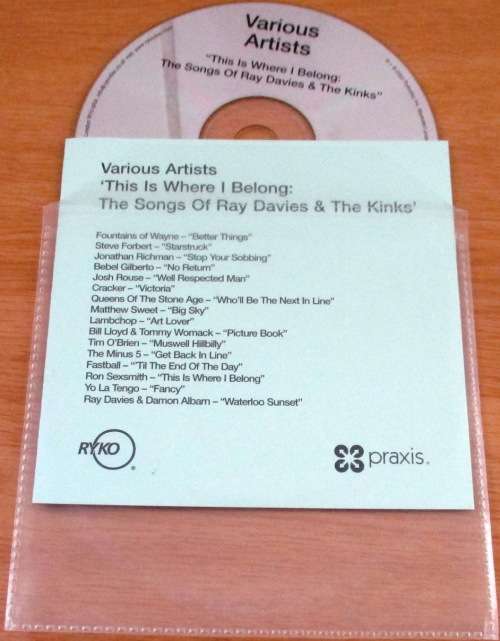 Various
Artists
"This Is Where I Belong:
The Songs Of Ray Davies & The Kinks"
Various Artists
'This Is Where I Belong:
The Songs Of Ray Davies & The Kinks'
Fountains of Wayne – "Better Things"
Steve Forbert – "Starstruck"
Jonathan Richman – "Stop Your Sobbing"
Bebel Gilberto – "No Return"
Josh Rouse – "Well Respected Man"
Cracker – "Victoria"
Queens Of The Stone Age – "Who'll Be The Next In Line"
Matthew Sweet – "Big Sky"
Lambchop – "Art Lover"
Bill Lloyd & Tommy Womack – "Picture Book"
Tim O'Brien – "Muswell Hillbilly"
The Minus 5 – "Get Back In Line"
Fastball – "'Til The End Of The Day"
Ron Sexsmith – "This Is Where I Belong"
Yo La Tengo – "Fancy"
Ray Davies & Damon Albarn – "Waterloo Sunset"
RYKO
praxis.